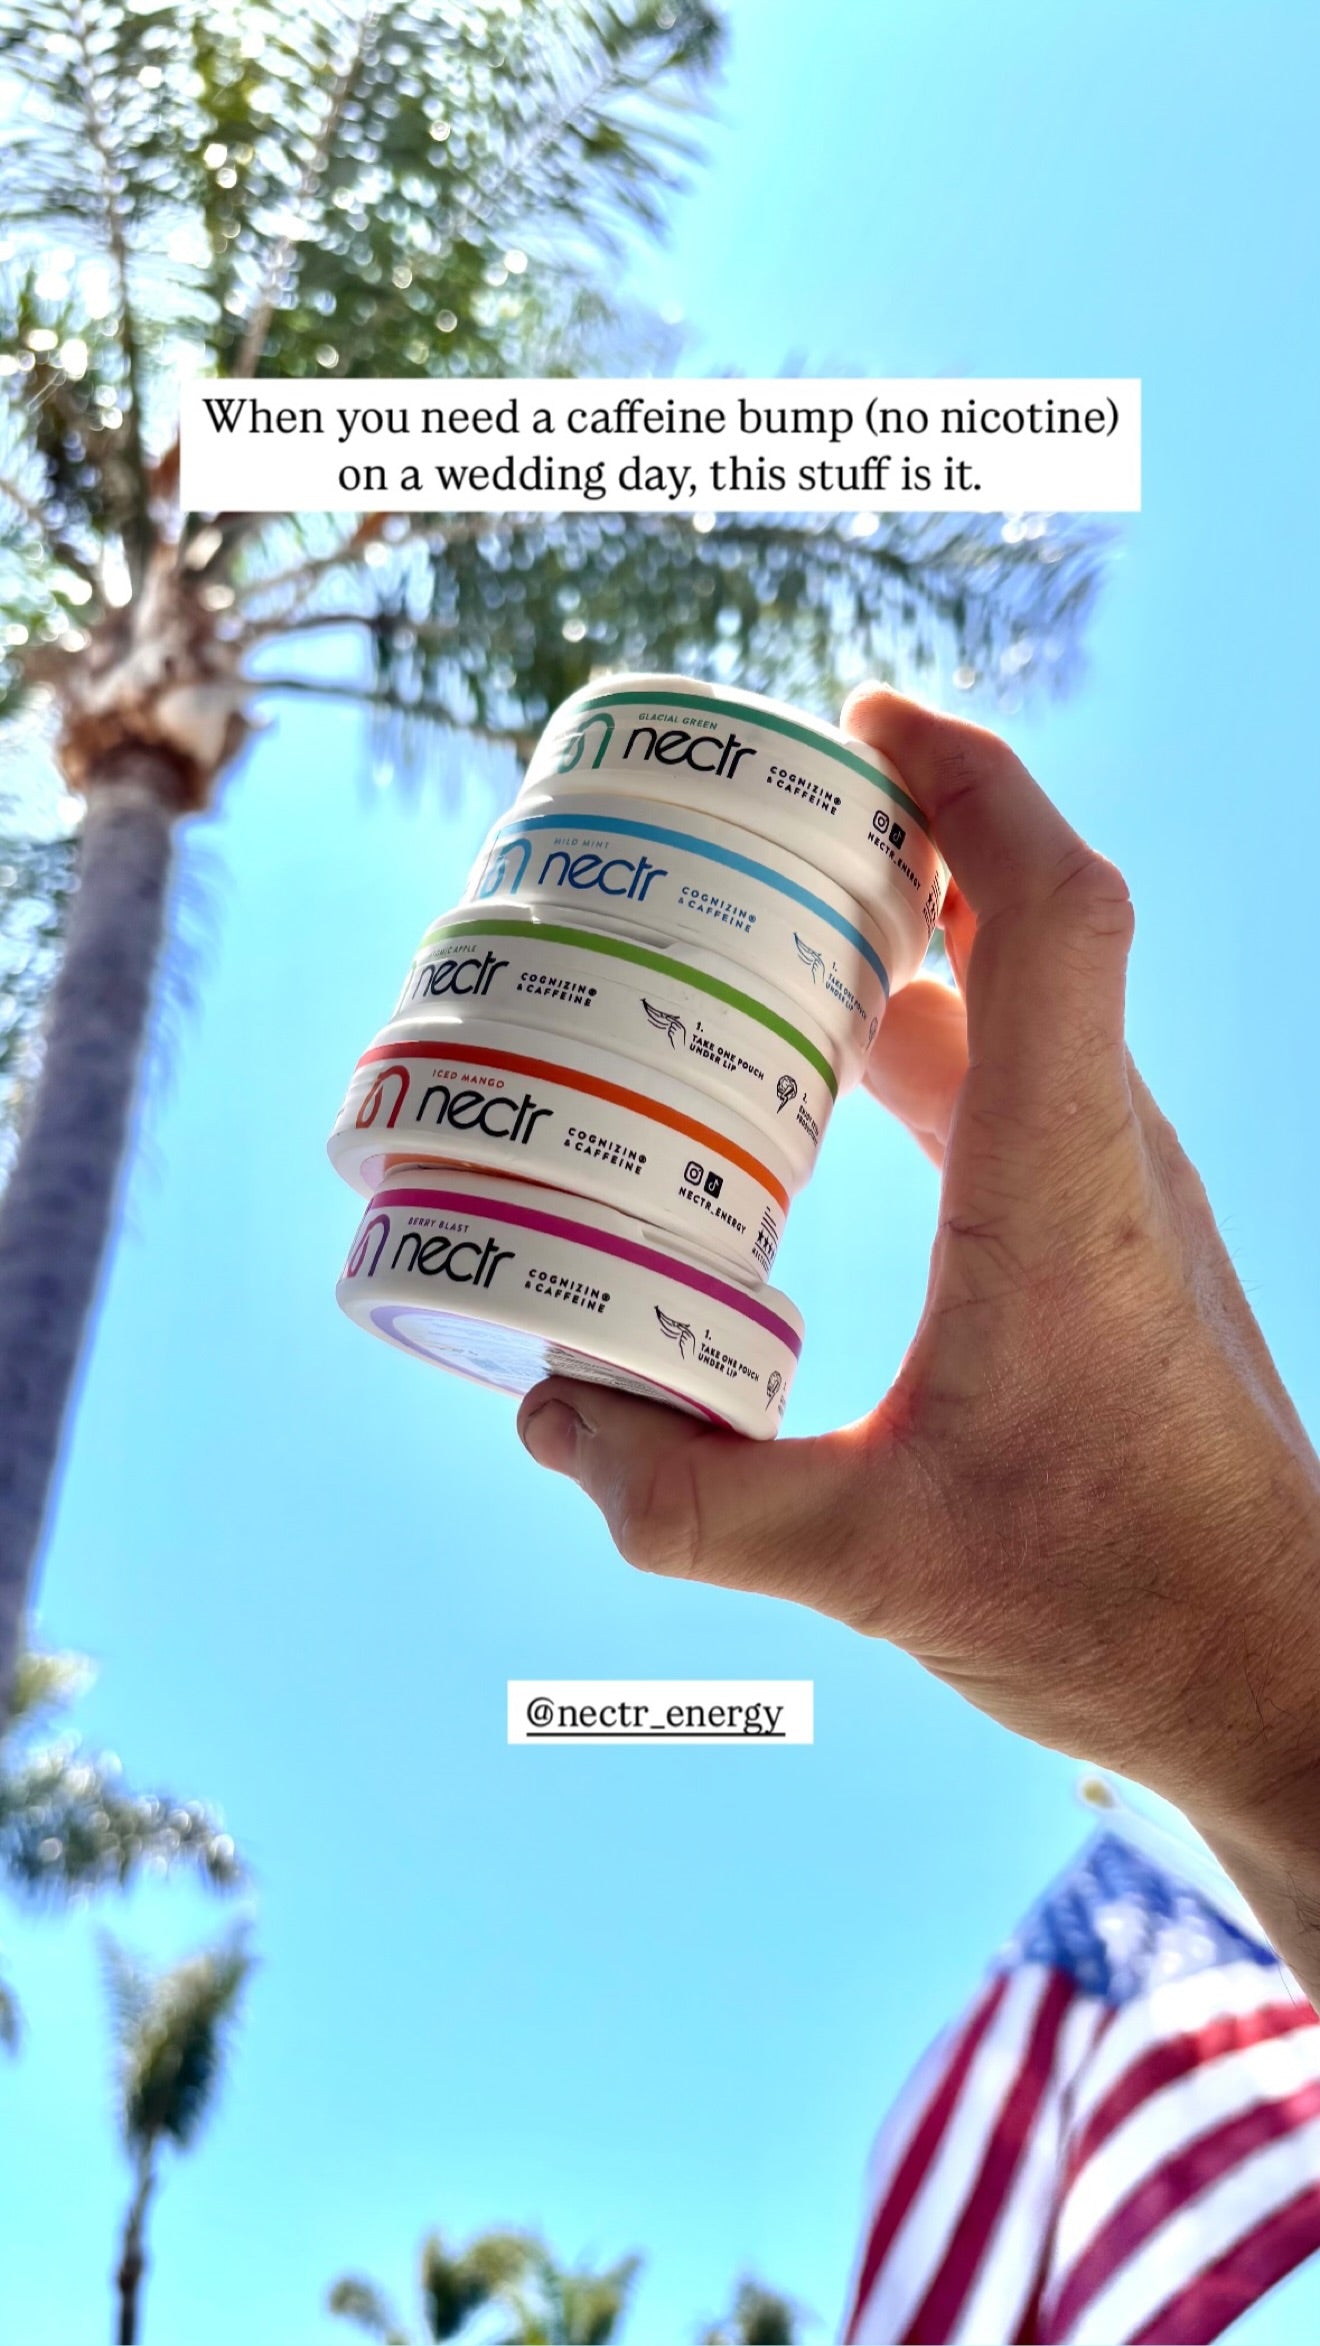 When you need a caffeine bump (no nicotine)
on a wedding day, this stuff is it.
GLACIAL GREEN
nectr
COGNIZIN®
& CAFFEINE
NECTR_ENERGY
MILD MINT
nectr
COGNIZIN®
& CAFFEINE
1.
TAKE ONE POUCH
UNDER LIP
APPLE
nectr
COGNIZIN®
& CAFFEINE
1.
TAKE ONE POUCH
UNDER LIP
2.
ICED MANGO
nectr
COGNIZIN®
& CAFFEINE
NECTR_ENERGY
BERRY BLAST
nectr
COGNIZIN®
& CAFFEINE
1.
TAKE ONE POUCH
UNDER LIP
@nectr_energy